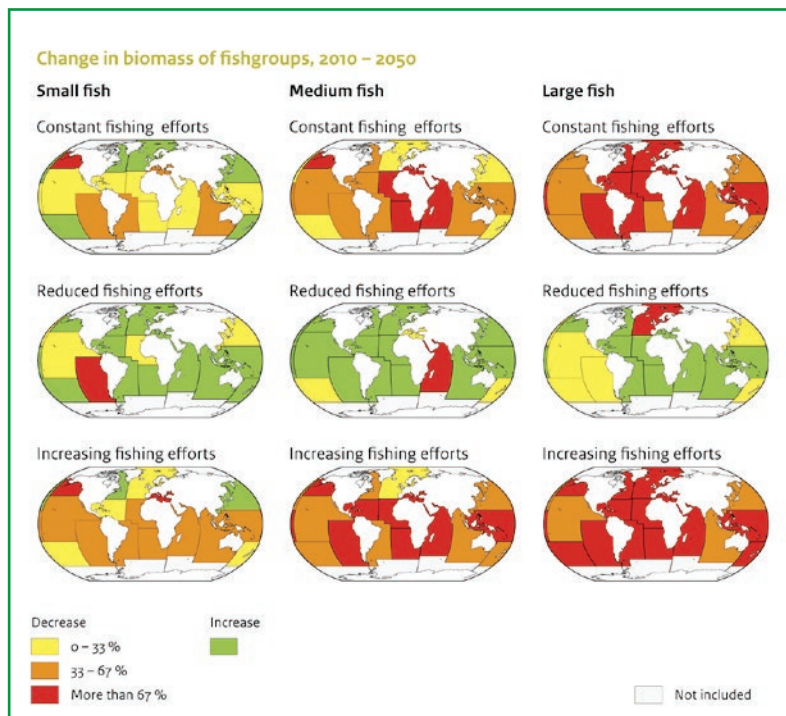 Change in biomass of fishgroups, 2010 – 2050
Small fish Medium fish Large fish
Constant fishing efforts Constant fishing efforts Constant fishing efforts
Reduced fishing efforts Reduced fishing efforts Reduced fishing efforts
Increasing fishing efforts Increasing fishing efforts Increasing fishing efforts
Decrease Increase
0 – 33 %
33 – 67 %
More than 67 % Not included